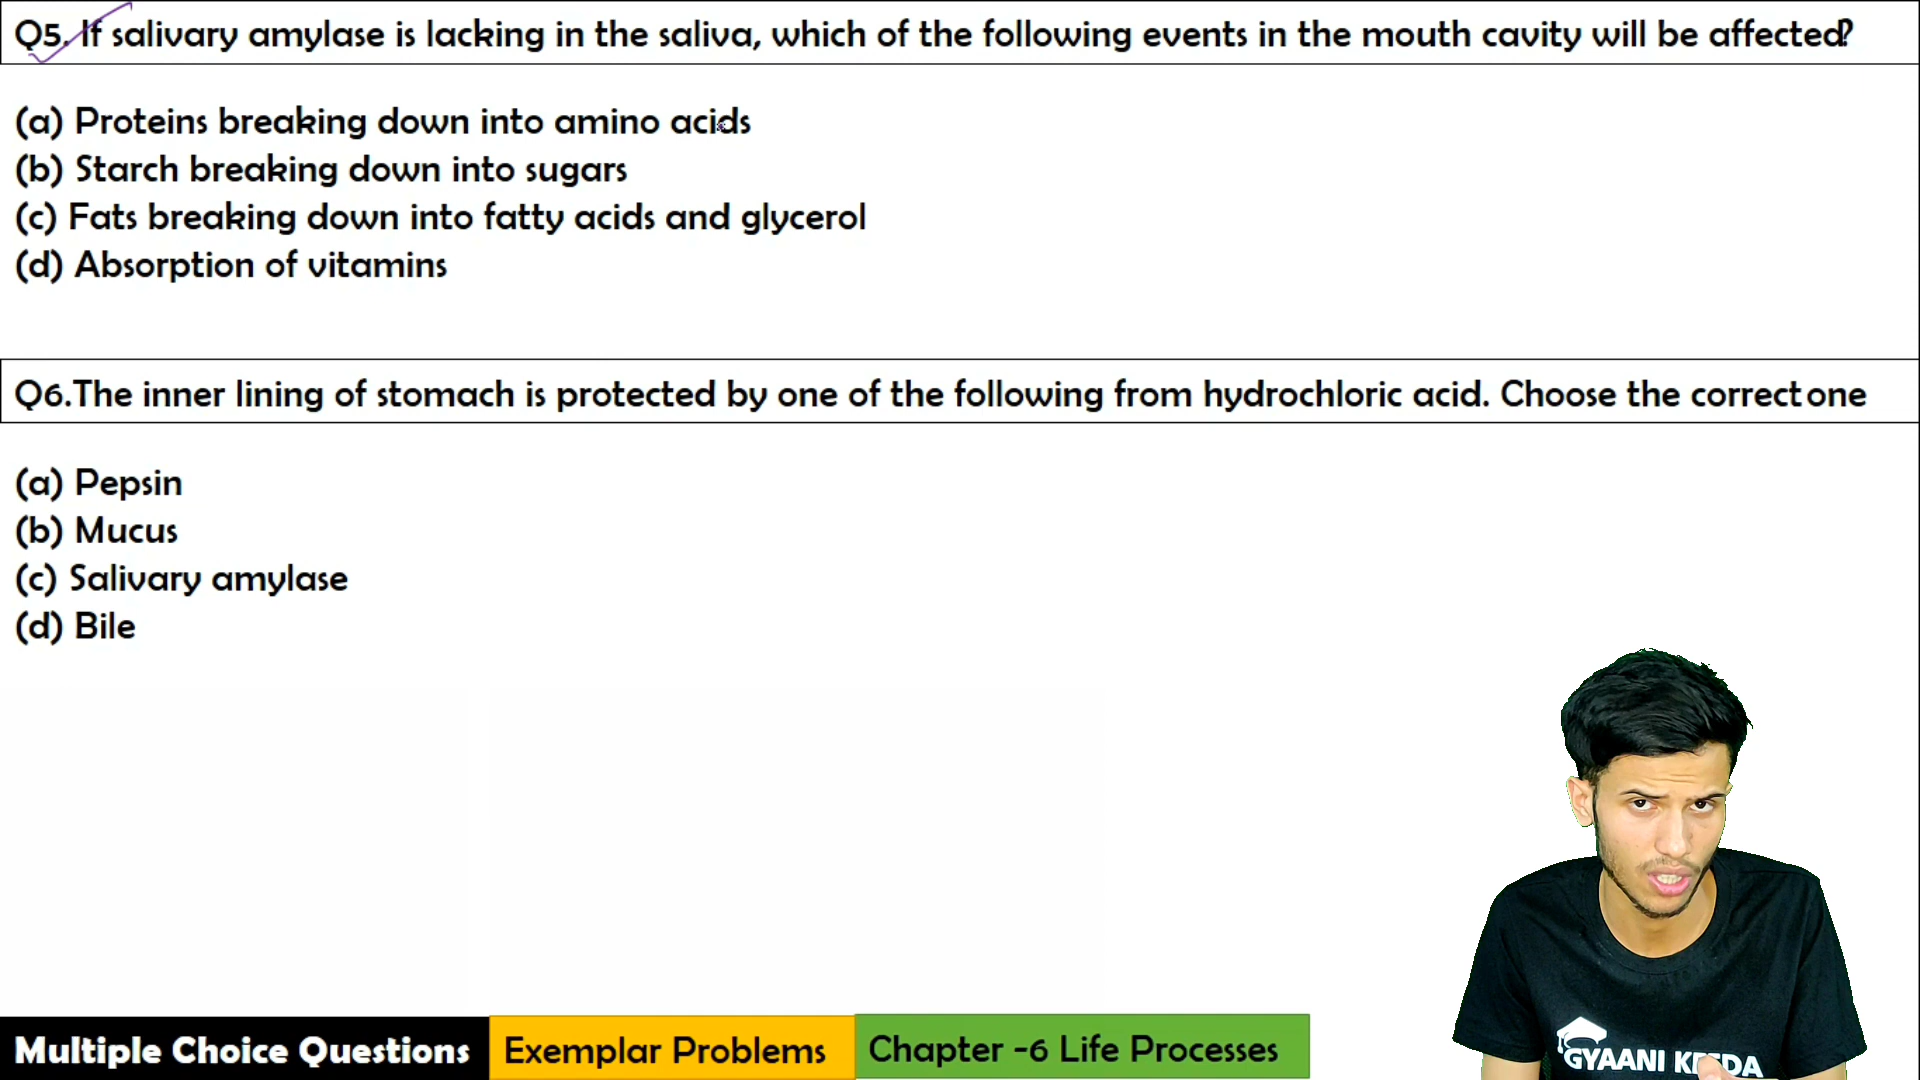 Q5. If salivary amylase is lacking in the saliva, which of the following events in the mouth cavity will be affected?
(a) Proteins breaking down into amino acids
(b) Starch breaking down into sugars
(c) Fats breaking down into fatty acids and glycerol
(d) Absorption of vitamins
Q6.The inner lining of stomach is protected by one of the following from hydrochloric acid. Choose the correct one
(a) Pepsin
(b) Mucus
(c) Salivary amylase
(d) Bile
GYAANI KEEDA
Multiple Choice Questions
Exemplar Problems
Chapter -6 Life Processes